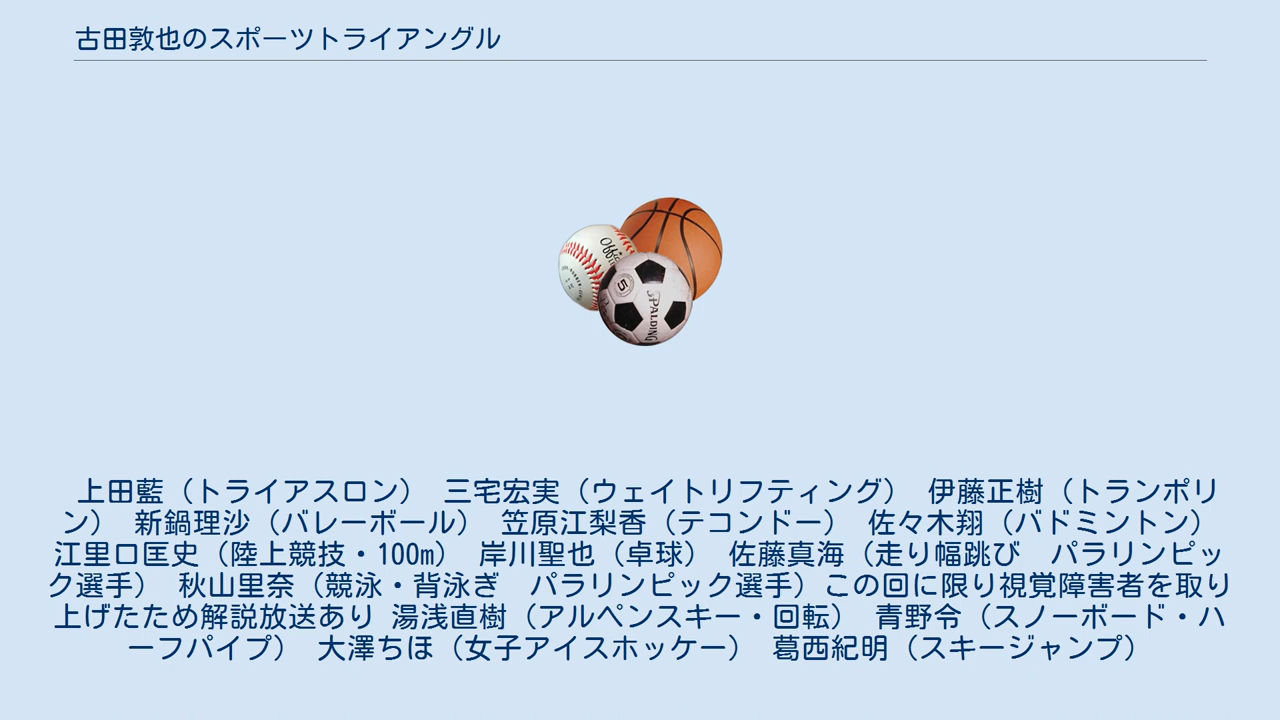 古田敦也のスポーツトライアングル
Offic
5
SPALDING
上田藍（トライアスロン）　三宅宏実（ウェイトリフティング）　伊藤正樹（トランポリ
ン）　新鍋理沙（バレーボール）　笠原江梨香（テコンドー）　佐々木翔（バドミントン）
江里口匡史（陸上競技・100m）　岸川聖也（卓球）　佐藤真海（走り幅跳び　パラリンピッ
ク選手）　秋山里奈（競泳・背泳ぎ　パラリンピック選手）この回に限り視覚障害者を取り
上げたため解説放送あり 湯浅直樹（アルペンスキー・回転）　青野令（スノーボード・ハ
ーフパイプ）　大澤ちほ（女子アイスホッケー）　葛西紀明（スキージャンプ）